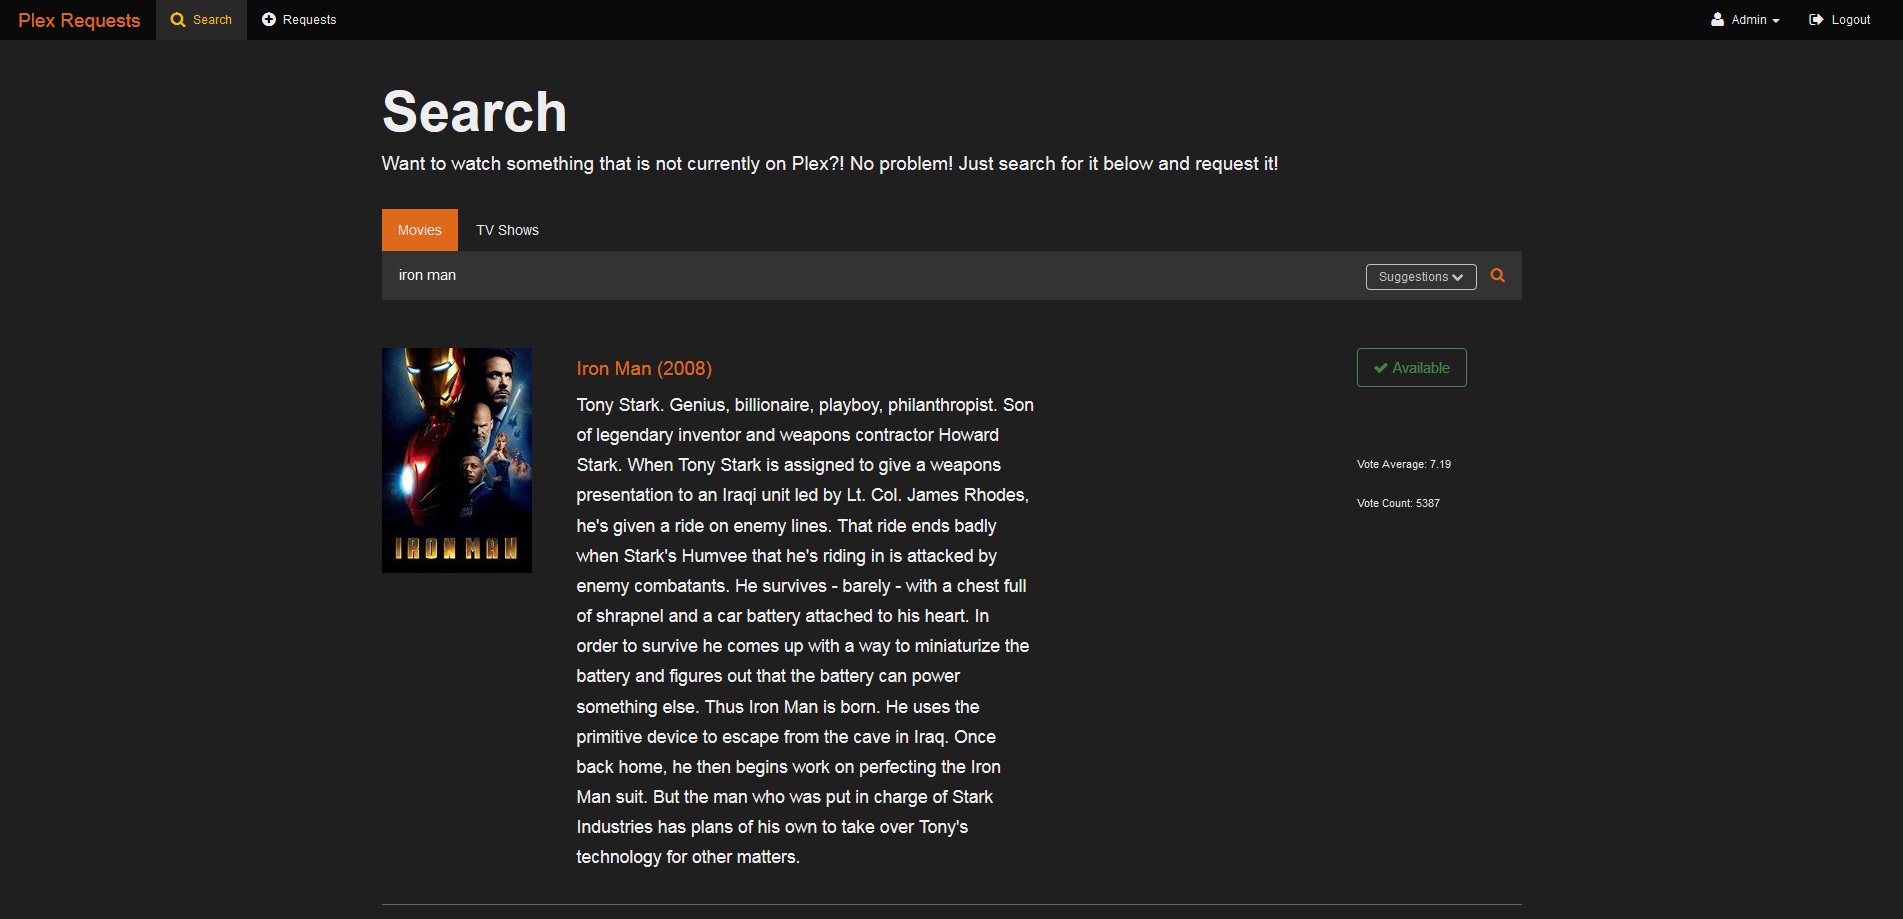 Plex Requests Search Requests Admin Logout
Search
Want to watch something that is not currently on Plex?! No problem! Just search for it below and request it!
Movies TV Shows
iron man Suggestions
IRON MAN
Iron Man (2008)
Tony Stark. Genius, billionaire, playboy, philanthropist. Son
of legendary inventor and weapons contractor Howard
Stark. When Tony Stark is assigned to give a weapons
presentation to an Iraqi unit led by Lt. Col. James Rhodes,
he's given a ride on enemy lines. That ride ends badly
when Stark's Humvee that he's riding in is attacked by
enemy combatants. He survives - barely - with a chest full
of shrapnel and a car battery attached to his heart. In
order to survive he comes up with a way to miniaturize the
battery and figures out that the battery can power
something else. Thus Iron Man is born. He uses the
primitive device to escape from the cave in Iraq. Once
back home, he then begins work on perfecting the Iron
Man suit. But the man who was put in charge of Stark
Industries has plans of his own to take over Tony's
technology for other matters.
Available
Vote Average: 7.19
Vote Count: 5387